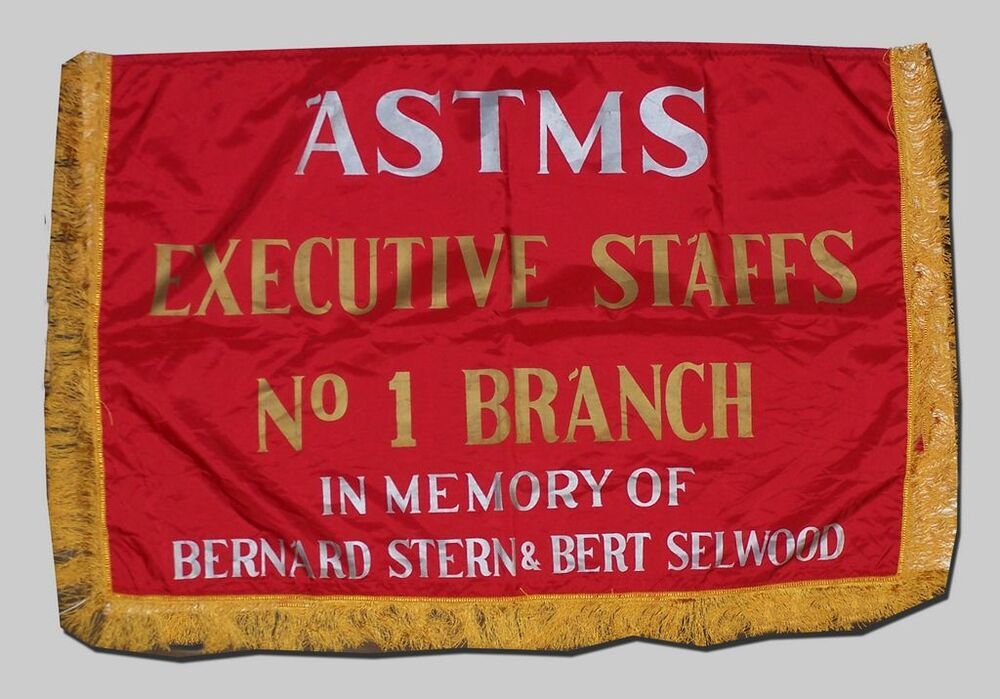 ASTMS
EXECUTIVE STAFFS
No 1 BRANCH
IN MEMORY OF
BERNARD STERN & BERT SELWOOD